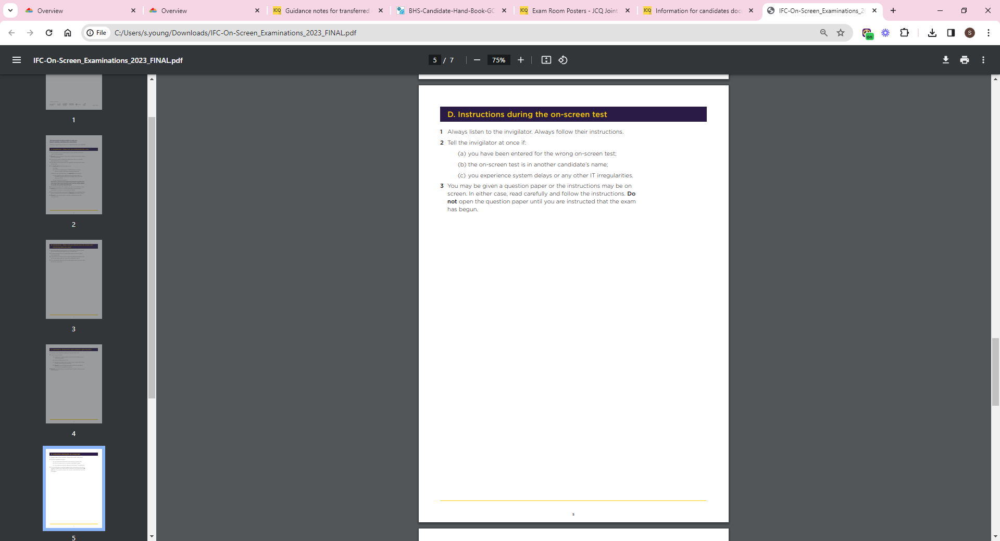 Overview
Overview
Guidance notes for transferred
BHS-Candidate-Hand-Book-GC
Exam Room Posters - JCQ Joint
Information for candidates doc
IFC-On-Screen_Examinations_2
File
C:/Users/s.young/Downloads/IFC-On-Screen_Examinations_2023_FINAL.pdf
on
S
IFC-On-Screen_Examinations_2023_FINAL.pdf
5 / 7
75%
1
2
3
4
5
D. Instructions during the on-screen test
1 Always listen to the invigilator. Always follow their instructions.
2 Tell the invigilator at once if:
(a) you have been entered for the wrong on-screen test;
(b) the on-screen test is in another candidate's name;
(c) you experience system delays or any other IT irregularities.
3 You may be given a question paper or the instructions may be on
screen. In either case, read carefully and follow the instructions. Do
not open the question paper until you are instructed that the exam
has begun.
5